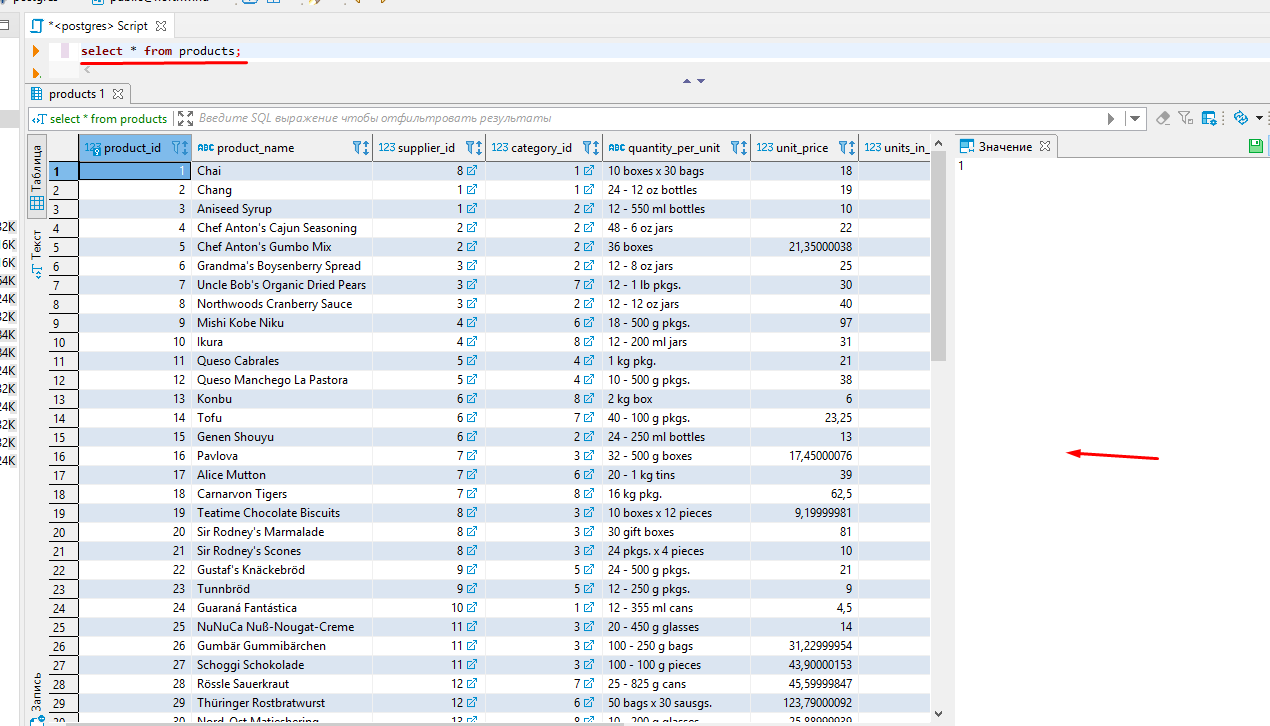 *<postgres> Script
select * from products;
products 1
select * from products Введите SQL выражение чтобы отфильтровать результаты
123 product_id ABC product_name 123 supplier_id 123 category_id ABC quantity_per_unit 123 unit_price 123 units_in_
Значение
1
Таблица
Текст
Запись
1 1 Chai 8 1 10 boxes x 30 bags 18
2 2 Chang 1 1 24 - 12 oz bottles 19
3 3 Aniseed Syrup 1 2 12 - 550 ml bottles 10
4 4 Chef Anton's Cajun Seasoning 2 2 48 - 6 oz jars 22
5 5 Chef Anton's Gumbo Mix 2 2 36 boxes 21,35000038
6 6 Grandma's Boysenberry Spread 3 2 12 - 8 oz jars 25
7 7 Uncle Bob's Organic Dried Pears 3 7 12 - 1 lb pkgs. 30
8 8 Northwoods Cranberry Sauce 3 2 12 - 12 oz jars 40
9 9 Mishi Kobe Niku 4 6 18 - 500 g pkgs. 97
10 10 Ikura 4 8 12 - 200 ml jars 31
11 11 Queso Cabrales 5 4 1 kg pkg. 21
12 12 Queso Manchego La Pastora 5 4 10 - 500 g pkgs. 38
13 13 Konbu 6 8 2 kg box 6
14 14 Tofu 6 7 40 - 100 g pkgs. 23,25
15 15 Genen Shouyu 6 2 24 - 250 ml bottles 13
16 16 Pavlova 7 3 32 - 500 g boxes 17,45000076
17 17 Alice Mutton 7 6 20 - 1 kg tins 39
18 18 Carnarvon Tigers 7 8 16 kg pkg. 62,5
19 19 Teatime Chocolate Biscuits 8 3 10 boxes x 12 pieces 9,19999981
20 20 Sir Rodney's Marmalade 8 3 30 gift boxes 81
21 21 Sir Rodney's Scones 8 3 24 pkgs. x 4 pieces 10
22 22 Gustaf's Knäckebröd 9 5 24 - 500 g pkgs. 21
23 23 Tunnbröd 9 5 12 - 250 g pkgs. 9
24 24 Guaraná Fantástica 10 1 12 - 355 ml cans 4,5
25 25 NuNuCa Nuß-Nougat-Creme 11 3 20 - 450 g glasses 14
26 26 Gumbär Gummibärchen 11 3 100 - 250 g bags 31,22999954
27 27 Schoggi Schokolade 11 3 100 - 100 g pieces 43,90000153
28 28 Rössle Sauerkraut 12 7 25 - 825 g cans 45,59999847
29 29 Thüringer Rostbratwurst 12 6 50 bags x 30 sausgs. 123,79000092